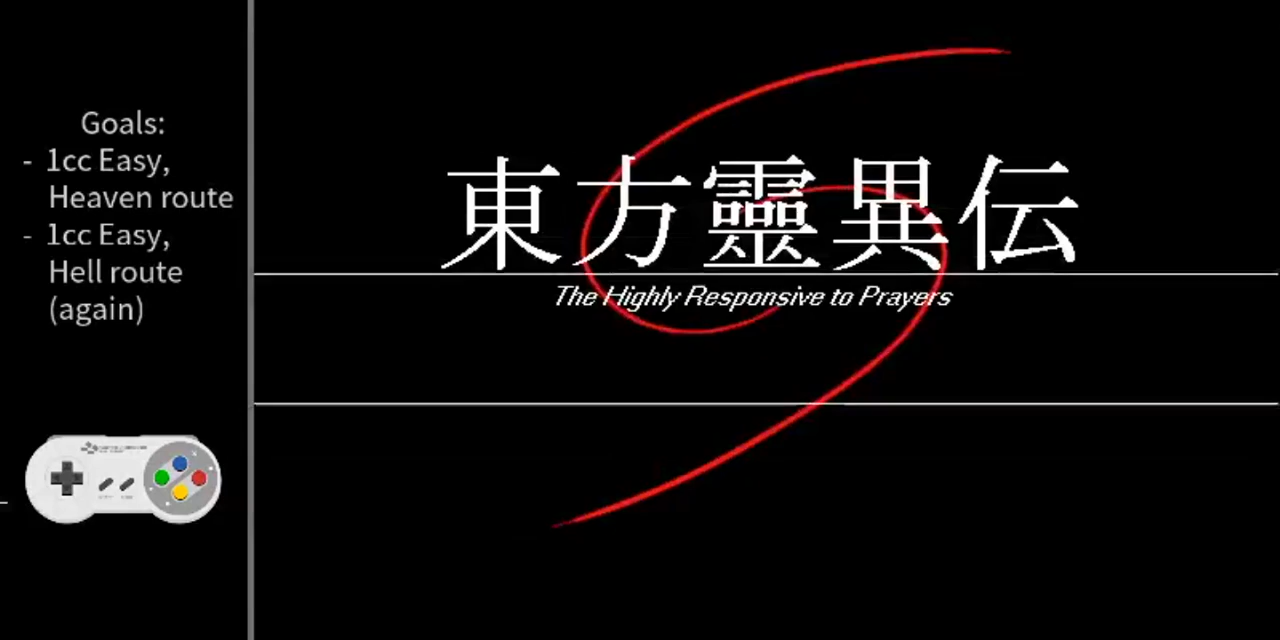 Goals:
- 1cc Easy,
Heaven route
- 1cc Easy,
Hell route
(again)
東方靈異伝
The Highly Responsive to Prayers